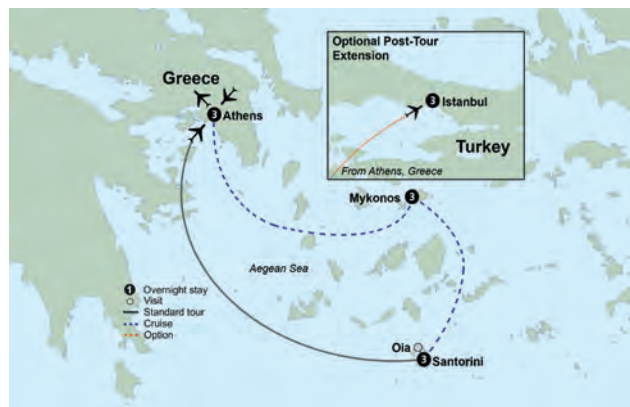 Optional Post-Tour
Extension
Greece
3 Athens
3 Istanbul
Turkey
From Athens, Greece
Mykonos 3
Aegean Sea
1 Overnight stay
Visit
Standard tour
Cruise
Option
Oia
3 Santorini